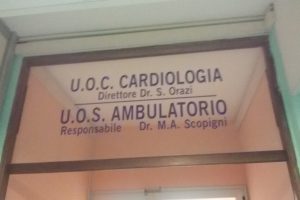 U.O.C. CARDIOLOGIA
Direttore Dr. S. Orazi
U.O.S. AMBULATORIO
Responsabile Dr. M.A. Scopigni